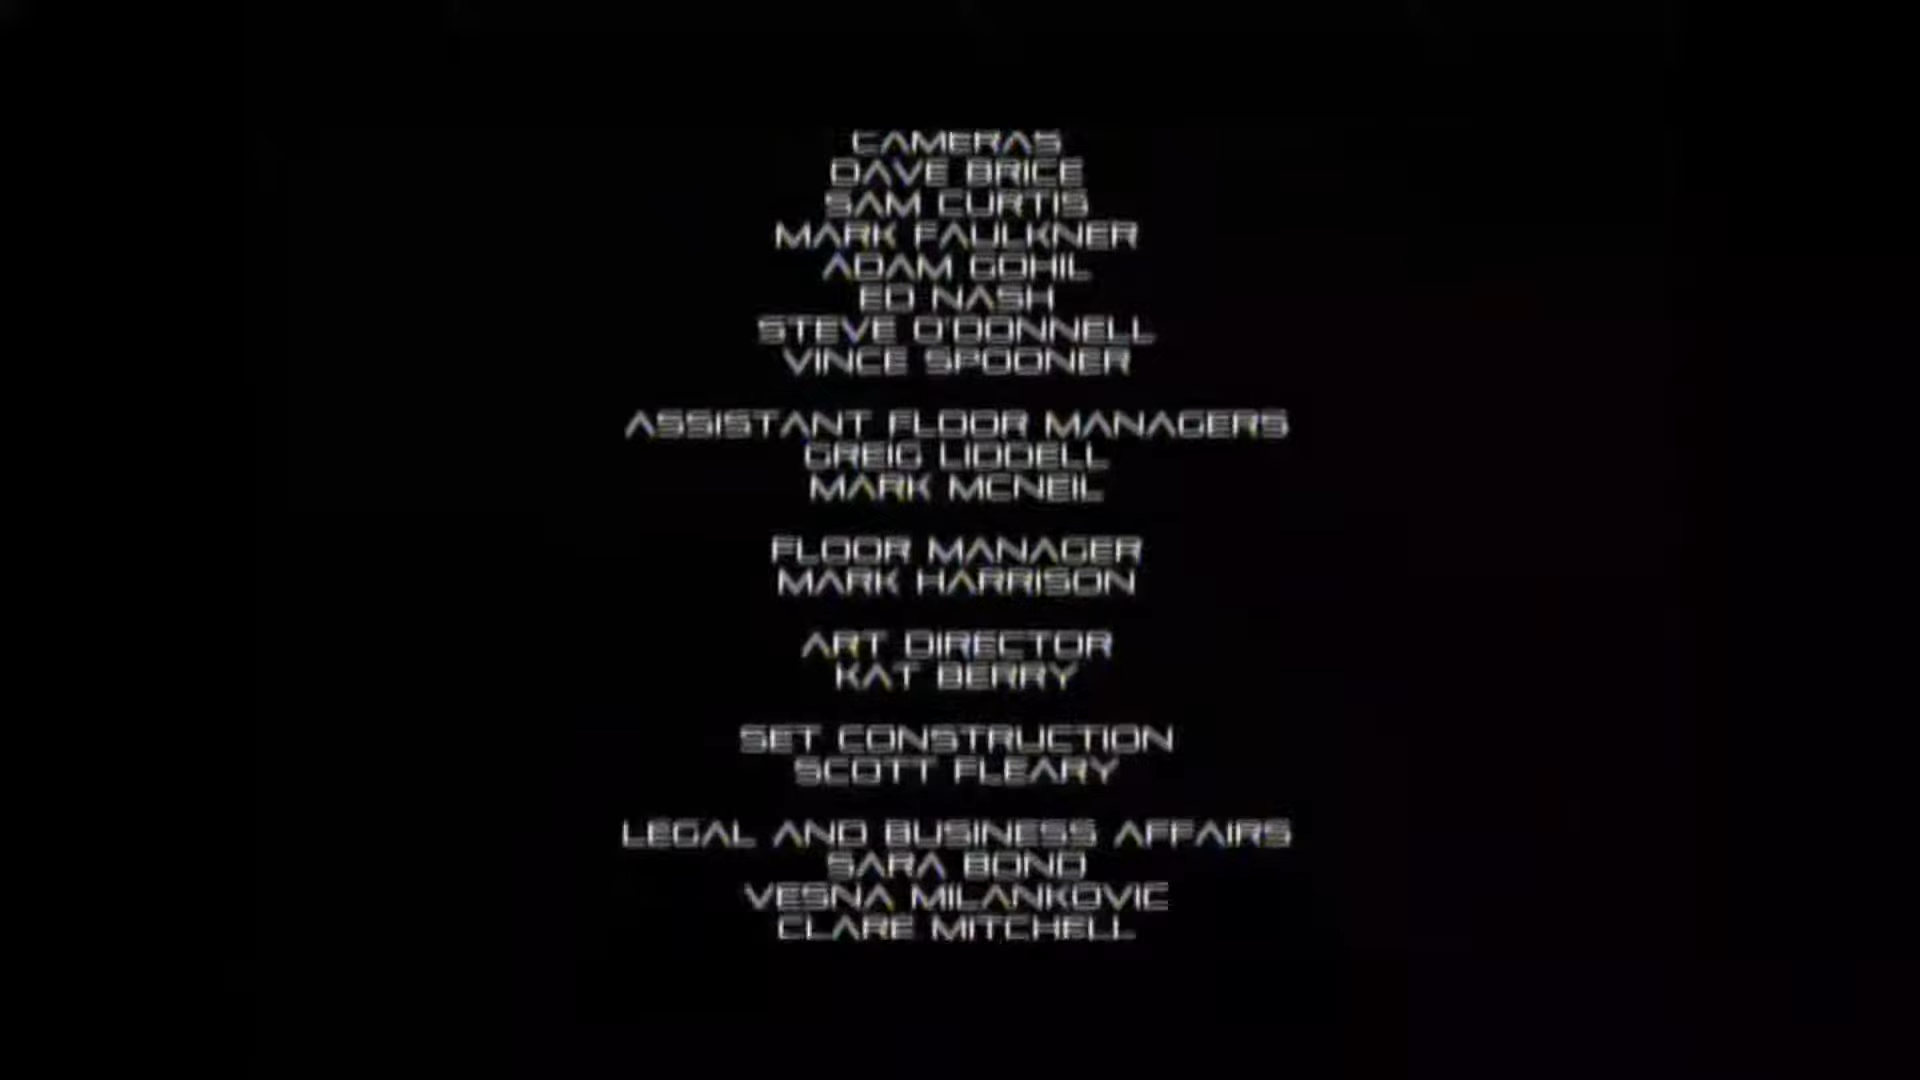 CAMERAS
DAVE BRICE
SAM CURTIS
MARK FAULKNER
ADAM GOHIL
ED NASH
STEVE O'DONNELL
VINCE SPOONER
ASSISTANT FLOOR MANAGERS
GREIG LIDDELL
MARK MCNEIL
FLOOR MANAGER
MARK HARRISON
ART DIRECTOR
KAT BERRY
SET CONSTRUCTION
SCOTT FLEARY
LEGAL AND BUSINESS AFFAIRS
SARA BOND
VESNA MILANKOVIC
CLARE MITCHELL